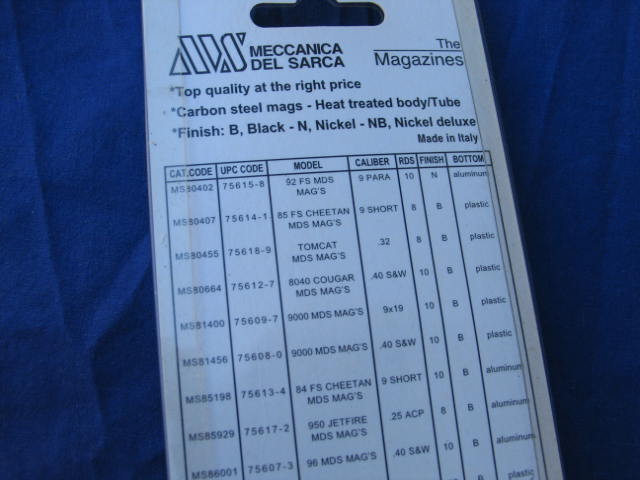 MDS MECCANICA
DEL SARCA
The
Magazines
*Top quality at the right price
*Carbon steel mags - Heat treated body/Tube
*Finish: B, Black - N, Nickel - NB, Nickel deluxe
Made in Italy
CAT.CODE UPC CODE MODEL CALIBER RDS FINISH BOTTOM
MS80402 75615-8 92 FS MDS MAG'S 9 PARA 10 N aluminum
MS80407 75614-1 85 FS CHEETAN MDS MAG'S 9 SHORT 8 B plastic
MS80455 75618-9 TOMCAT MDS MAG'S .32 8 B plastic
MS80664 75612-7 8040 COUGAR MDS MAG'S .40 S&W 10 B plastic
MS81400 75609-7 9000 MDS MAG'S 9x19 10 B plastic
MS81456 75608-0 9000 MDS MAG'S .40 S&W 10 B plastic
MS85198 75613-4 84 FS CHEETAN MDS MAG'S 9 SHORT 10 B aluminum
MS85929 75617-2 950 JETFIRE MDS MAG'S .25 ACP 8 B aluminum
MS86001 75607-3 96 MDS MAG'S .40 S&W 10 B aluminum
plastic